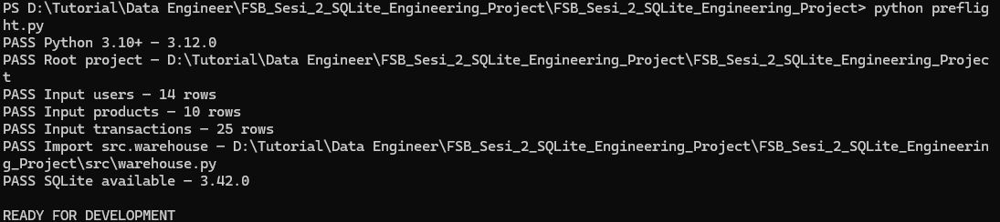 PS D:\Tutorial\Data Engineer\FSB_Sesi_2_SQLite_Engineering_Project\FSB_Sesi_2_SQLite_Engineering_Project> python preflig
ht.py
PASS Python 3.10+ — 3.12.0
PASS Root project — D:\Tutorial\Data Engineer\FSB_Sesi_2_SQLite_Engineering_Project\FSB_Sesi_2_SQLite_Engineering_Projec
t
PASS Input users — 14 rows
PASS Input products — 10 rows
PASS Input transactions — 25 rows
PASS Import src.warehouse — D:\Tutorial\Data Engineer\FSB_Sesi_2_SQLite_Engineering_Project\FSB_Sesi_2_SQLite_Engineerin
g_Project\src\warehouse.py
PASS SQLite available — 3.42.0

READY FOR DEVELOPMENT